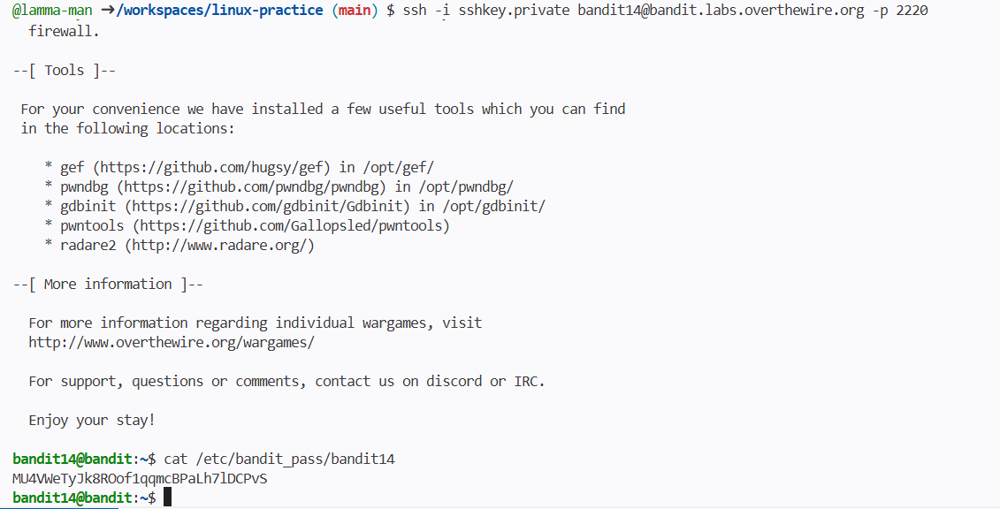 @lamma-man ➜/workspaces/linux-practice (main) $ ssh -i sshkey.private bandit14@bandit.labs.overthewire.org -p 2220
firewall.
--[ Tools ]--
For your convenience we have installed a few useful tools which you can find
in the following locations:
* gef (https://github.com/hugsy/gef) in /opt/gef/
* pwndbg (https://github.com/pwndbg/pwndbg) in /opt/pwndbg/
* gdbinit (https://github.com/gdbinit/Gdbinit) in /opt/gdbinit/
* pwntools (https://github.com/Gallopsled/pwntools)
* radare2 (http://www.radare.org/)
--[ More information ]--
For more information regarding individual wargames, visit
http://www.overthewire.org/wargames/
For support, questions or comments, contact us on discord or IRC.
Enjoy your stay!
bandit14@bandit:~$ cat /etc/bandit_pass/bandit14
MU4VWeTyJk8ROof1qqmcBPaLh7lDCPvS
bandit14@bandit:~$